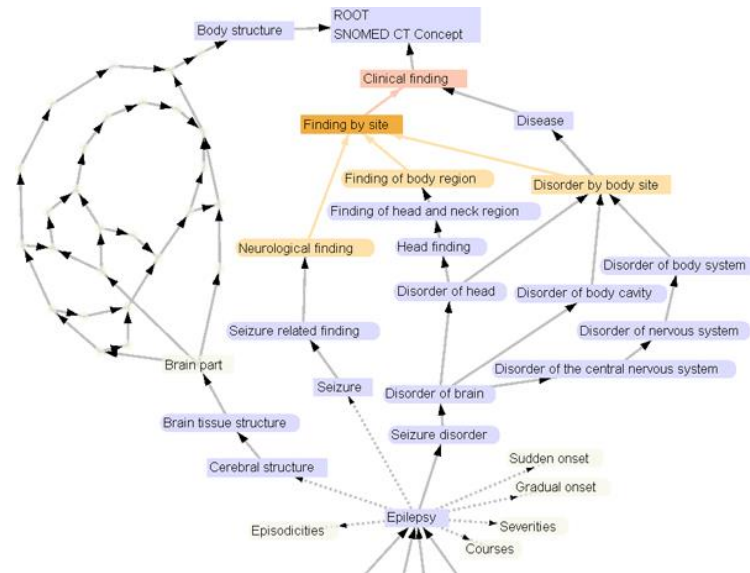 ROOT
SNOMED CT Concept
Body structure
Clinical finding
Finding by site
Disease
Finding of body region
Disorder by body site
Finding of head and neck region
Neurological finding
Head finding
Disorder of body system
Disorder of head
Disorder of body cavity
Seizure related finding
Disorder of nervous system
Brain part
Disorder of the central nervous system
Seizure
Disorder of brain
Brain tissue structure
Seizure disorder
Sudden onset
Cerebral structure
Gradual onset
Epilepsy
Episodicities
Severities
Courses